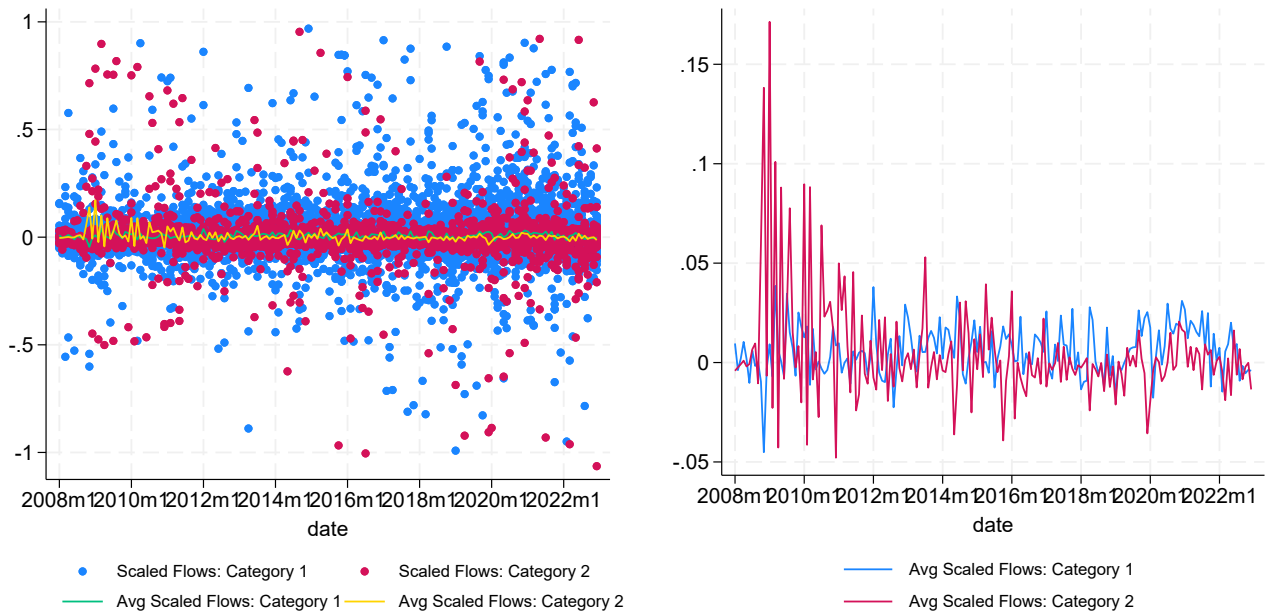 1
.5
0
-.5
-1
2008m1 2010m1 2012m1 2014m1 2016m1 2018m1 2020m1 2022m1
date
Scaled Flows: Category 1 Scaled Flows: Category 2
Avg Scaled Flows: Category 1 Avg Scaled Flows: Category 2
.15
.1
.05
0
-.05
2008m1 2010m1 2012m1 2014m1 2016m1 2018m1 2020m1 2022m1
date
Avg Scaled Flows: Category 1
Avg Scaled Flows: Category 2